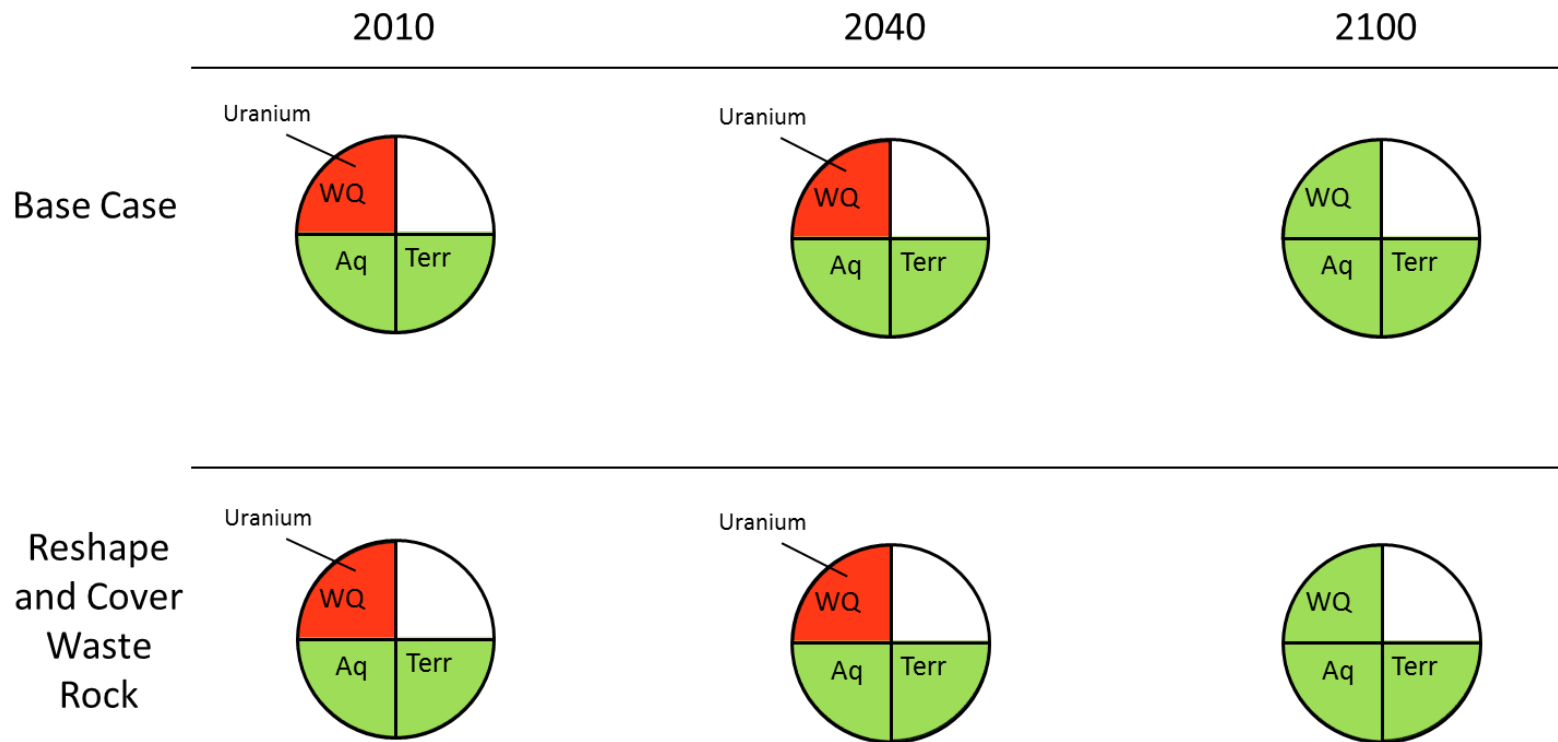 2010 2040 2100
Uranium Uranium
Base Case
WQ WQ WQ
Aq Terr Aq Terr Aq Terr
Uranium Uranium
Reshape
and Cover
Waste
Rock
WQ WQ WQ
Aq Terr Aq Terr Aq Terr